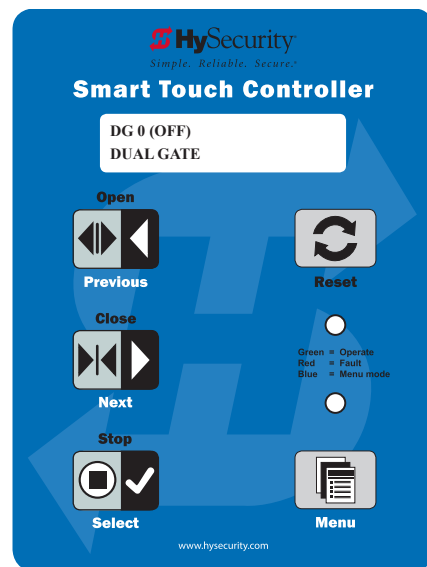 HySecurity
Simple. Reliable. Secure.
Smart Touch Controller
DG 0 (OFF)
DUAL GATE
Open
Previous
Reset
Close
Green = Operate
Red = Fault
Blue = Menu mode
Next
Stop
Select
Menu
www.hysecurity.com